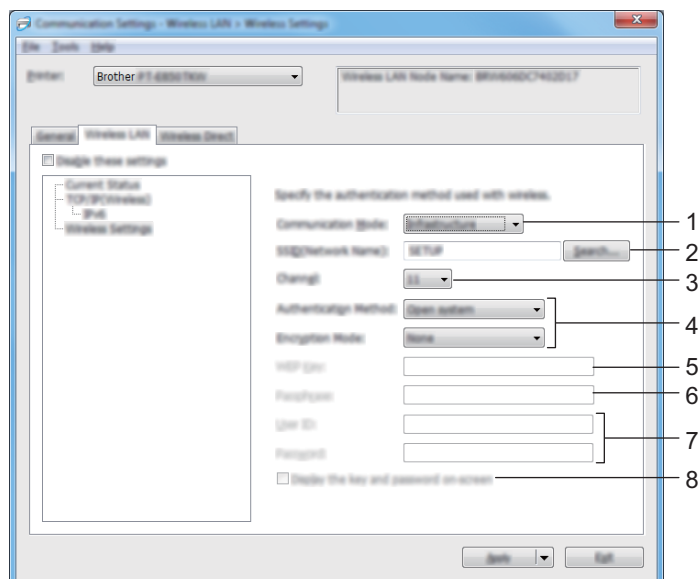 Communication Settings - Wireless LAN > Wireless Settings
File Tools Help
Printer:
Brother PT-E850TKW
Wireless LAN Node Name: BRW606DC7402D17
General Wireless LAN Wireless Direct
Disable these settings
Current Status
TCP/IP(Wireless)
IPv6
Wireless Settings
Specify the authentication method used with wireless.
Communication Mode: Infrastructure 1
SSID(Network Name): SETUP Search... 2
Channel: 11 3
Authentication Method: Open system
4
Encryption Mode: None
WEP Key: 5
Passphrase: 6
User ID:
7
Password:
Display the key and password on-screen 8
Apply Exit